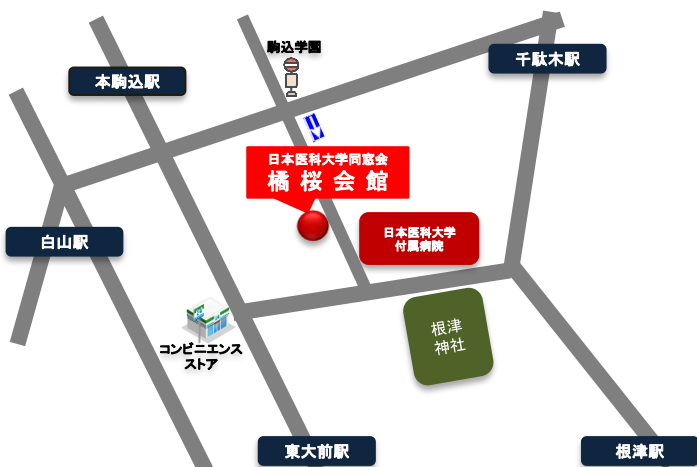 駒込学園
千駄木駅
本駒込駅
日本医科大学同窓会
橘桜会館
白山駅
日本医科大学
付属病院
コンビニエンス
ストア
根津
神社
東大前駅
根津駅